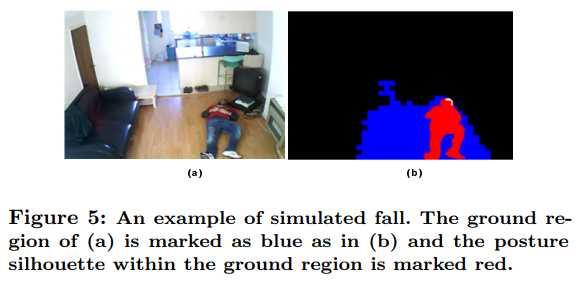 (a)
(b)
Figure 5: An example of simulated fall. The ground re-
gion of (a) is marked as blue as in (b) and the posture
silhouette within the ground region is marked red.